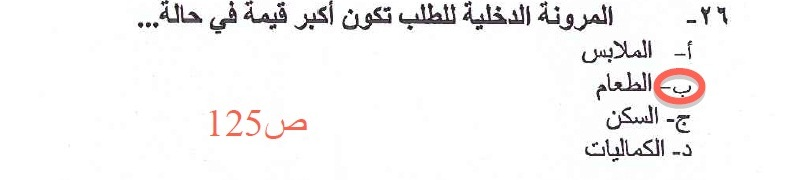 ٢٦- المرونة الدخلية للطلب تكون أكبر قيمة في حالة...
أ- الملابس
ب- الطعام
ج- السكن
ص125
د- الكماليات